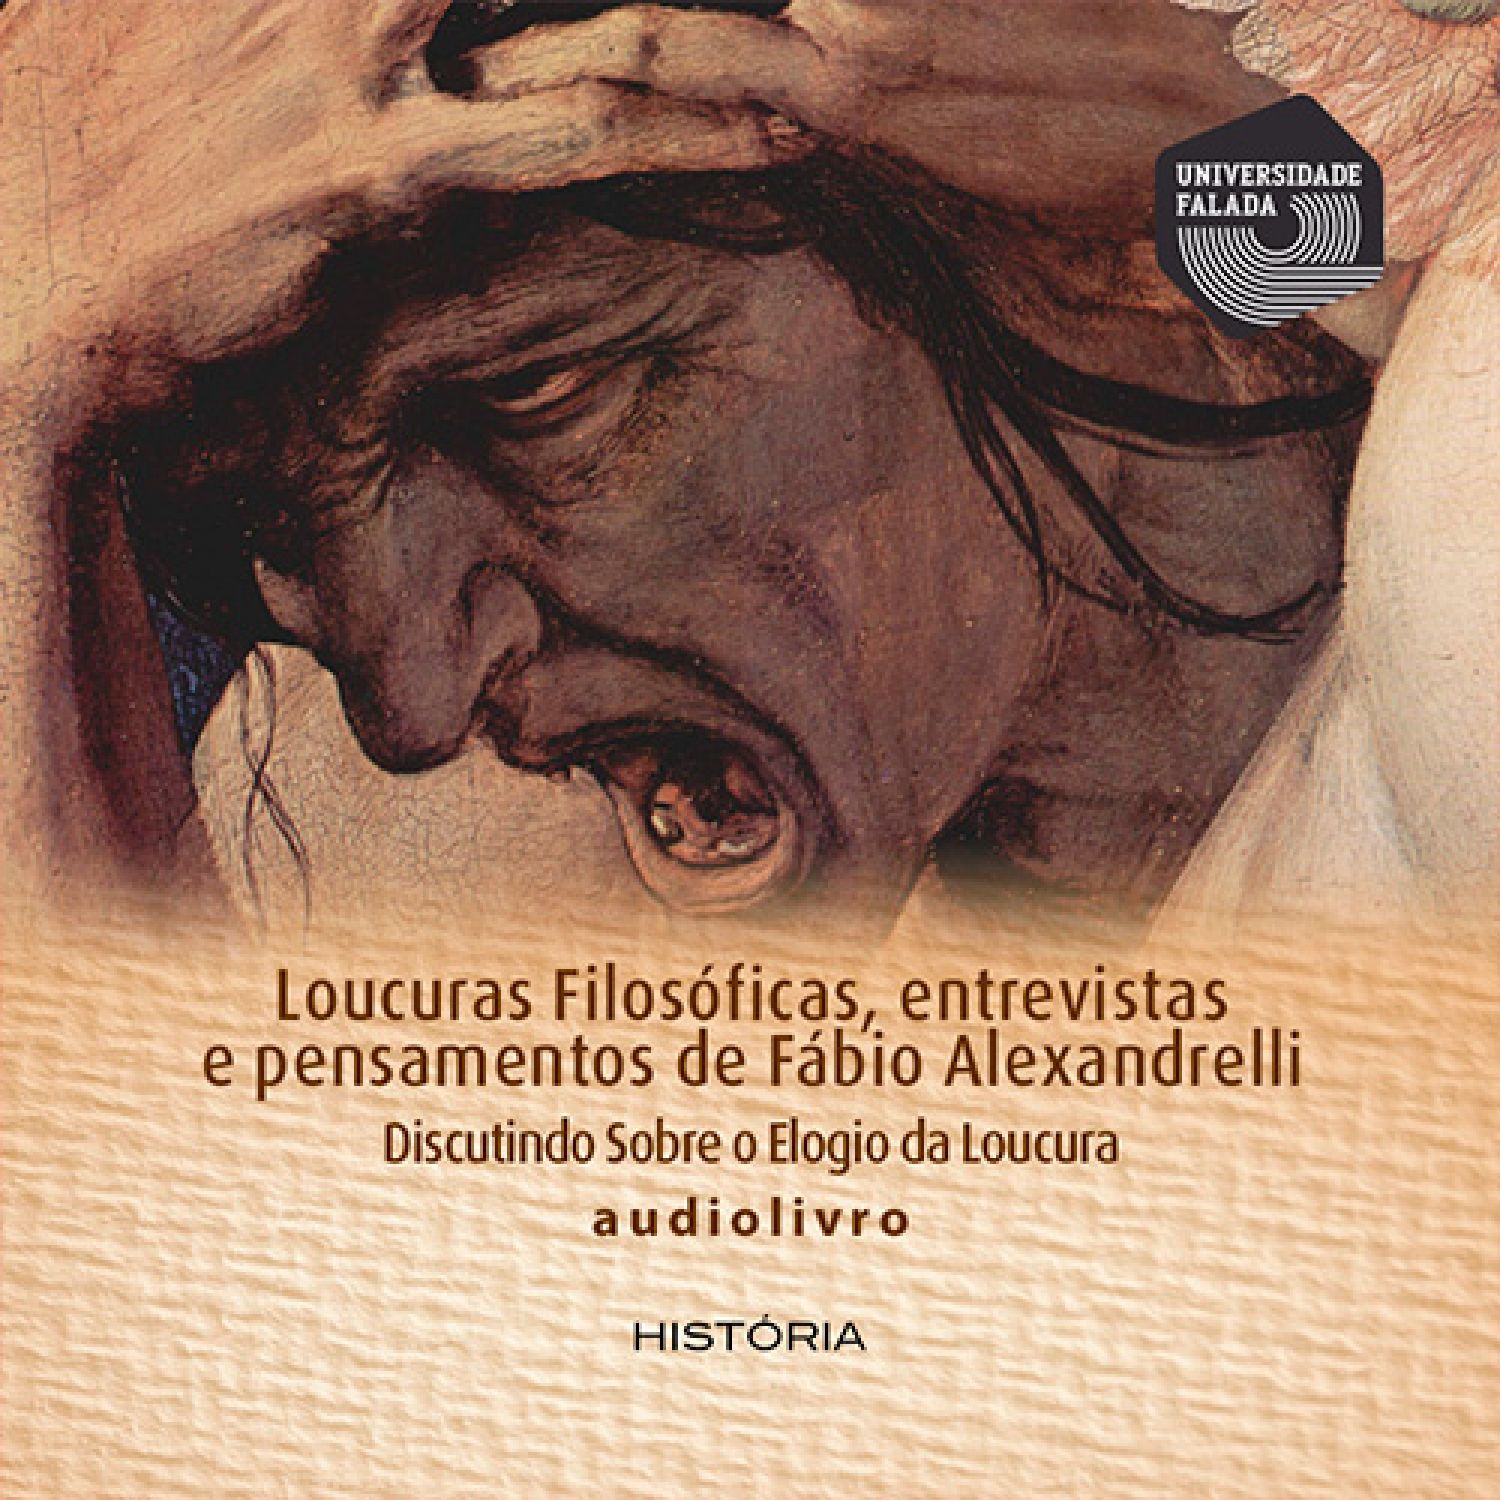 UNIVERSIDADE
FALADA
Loucuras Filosóficas, entrevistas
e pensamentos de Fábio Alexandrelli
Discutindo Sobre o Elogio da Loucura
audiolivro
HISTÓRIA